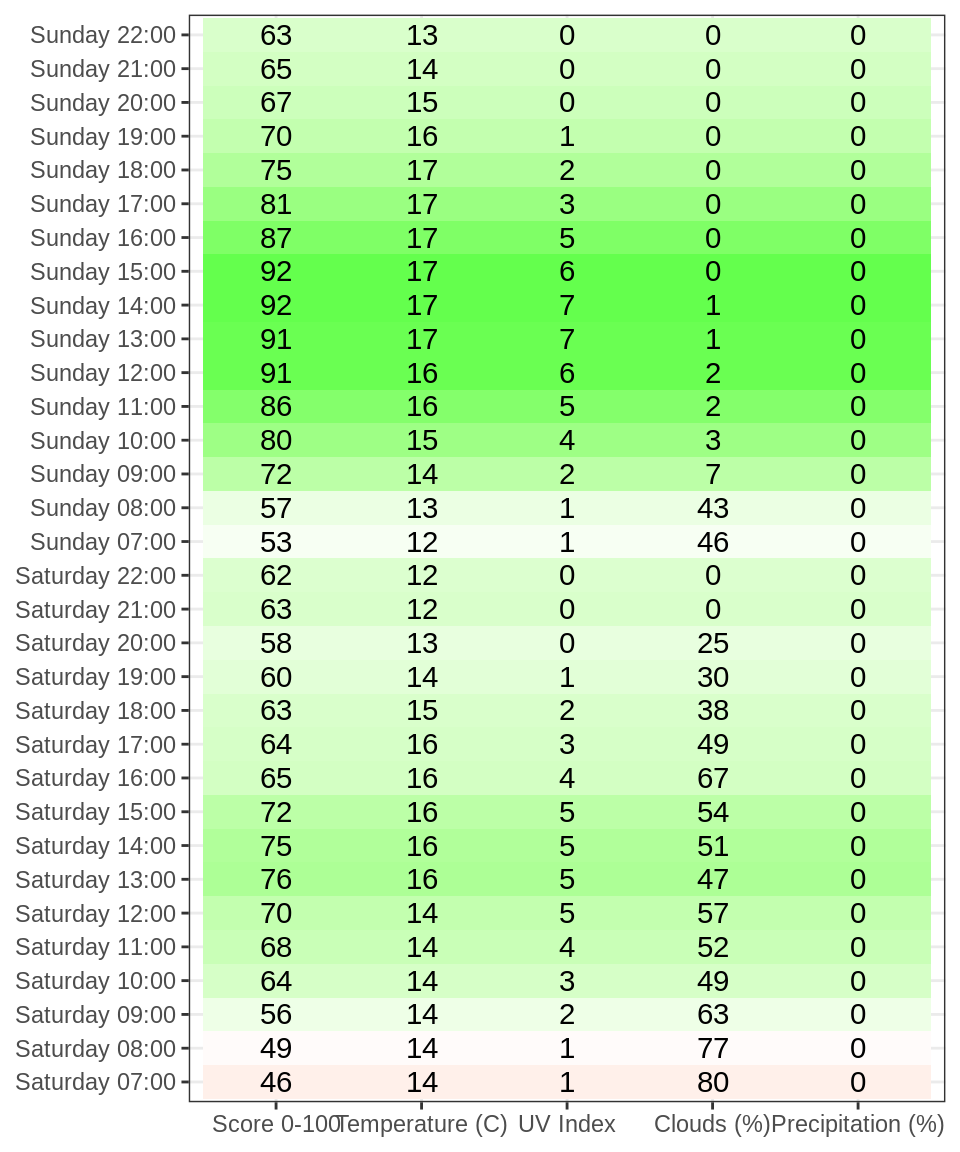 Sunday 22:00 63 13 0 0 0
Sunday 21:00 65 14 0 0 0
Sunday 20:00 67 15 0 0 0
Sunday 19:00 70 16 1 0 0
Sunday 18:00 75 17 2 0 0
Sunday 17:00 81 17 3 0 0
Sunday 16:00 87 17 5 0 0
Sunday 15:00 92 17 6 0 0
Sunday 14:00 92 17 7 1 0
Sunday 13:00 91 17 7 1 0
Sunday 12:00 91 16 6 2 0
Sunday 11:00 86 16 5 2 0
Sunday 10:00 80 15 4 3 0
Sunday 09:00 72 14 2 7 0
Sunday 08:00 57 13 1 43 0
Sunday 07:00 53 12 1 46 0
Saturday 22:00 62 12 0 0 0
Saturday 21:00 63 12 0 0 0
Saturday 20:00 58 13 0 25 0
Saturday 19:00 60 14 1 30 0
Saturday 18:00 63 15 2 38 0
Saturday 17:00 64 16 3 49 0
Saturday 16:00 65 16 4 67 0
Saturday 15:00 72 16 5 54 0
Saturday 14:00 75 16 5 51 0
Saturday 13:00 76 16 5 47 0
Saturday 12:00 70 14 5 57 0
Saturday 11:00 68 14 4 52 0
Saturday 10:00 64 14 3 49 0
Saturday 09:00 56 14 2 63 0
Saturday 08:00 49 14 1 77 0
Saturday 07:00 46 14 1 80 0
Score 0-100 Temperature (C) UV Index Clouds (%) Precipitation (%)